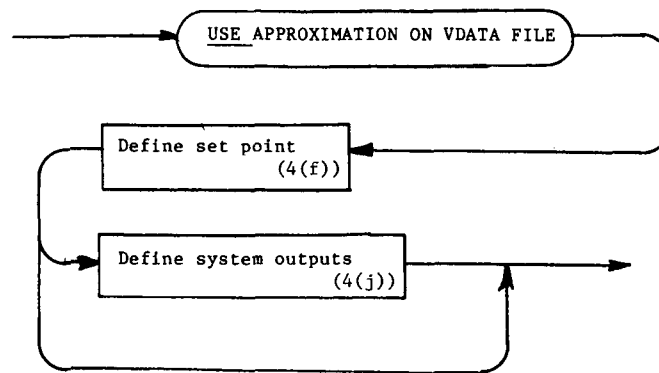 USE APPROXIMATION ON VDATA FILE
Define set point
(4(f))
Define system outputs
(4(j))